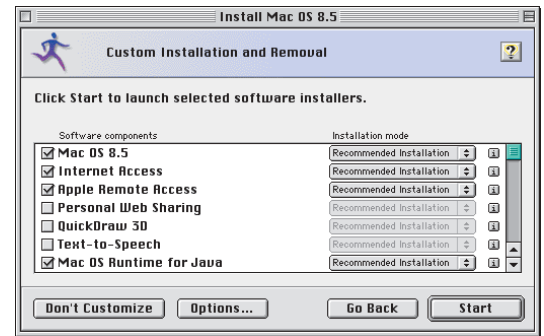 Install Mac OS 8.5
Custom Installation and Removal
?
Click Start to launch selected software installers.
Software components Installation mode
Mac OS 8.5 Recommended Installation
Internet Access Recommended Installation
Apple Remote Access Recommended Installation
Personal Web Sharing Recommended Installation
QuickDraw 3D Recommended Installation
Text-to-Speech Recommended Installation
Mac OS Runtime for Java Recommended Installation
Don't Customize Options... Go Back Start